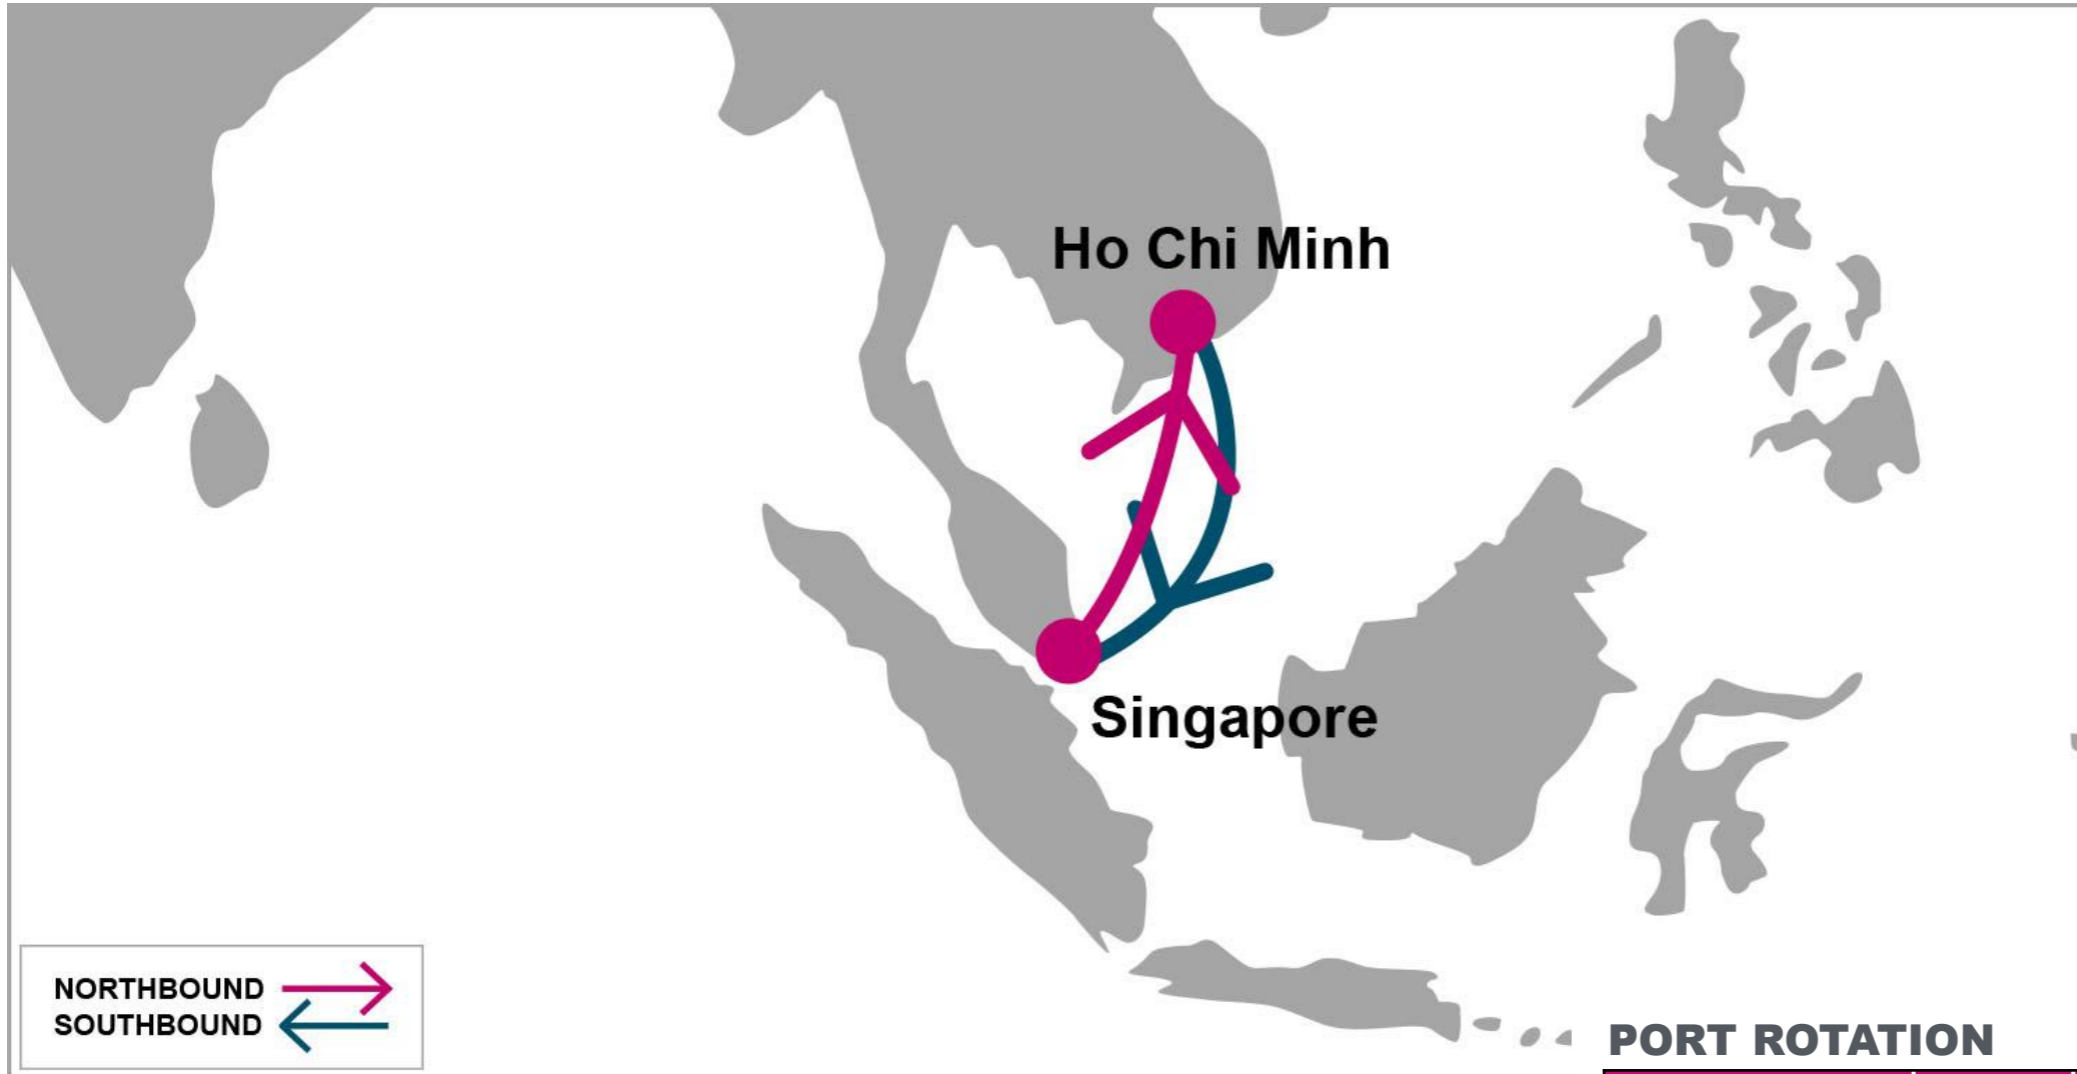 Ho Chi Minh
Singapore
NORTHBOUND
SOUTHBOUND
PORT ROTATION